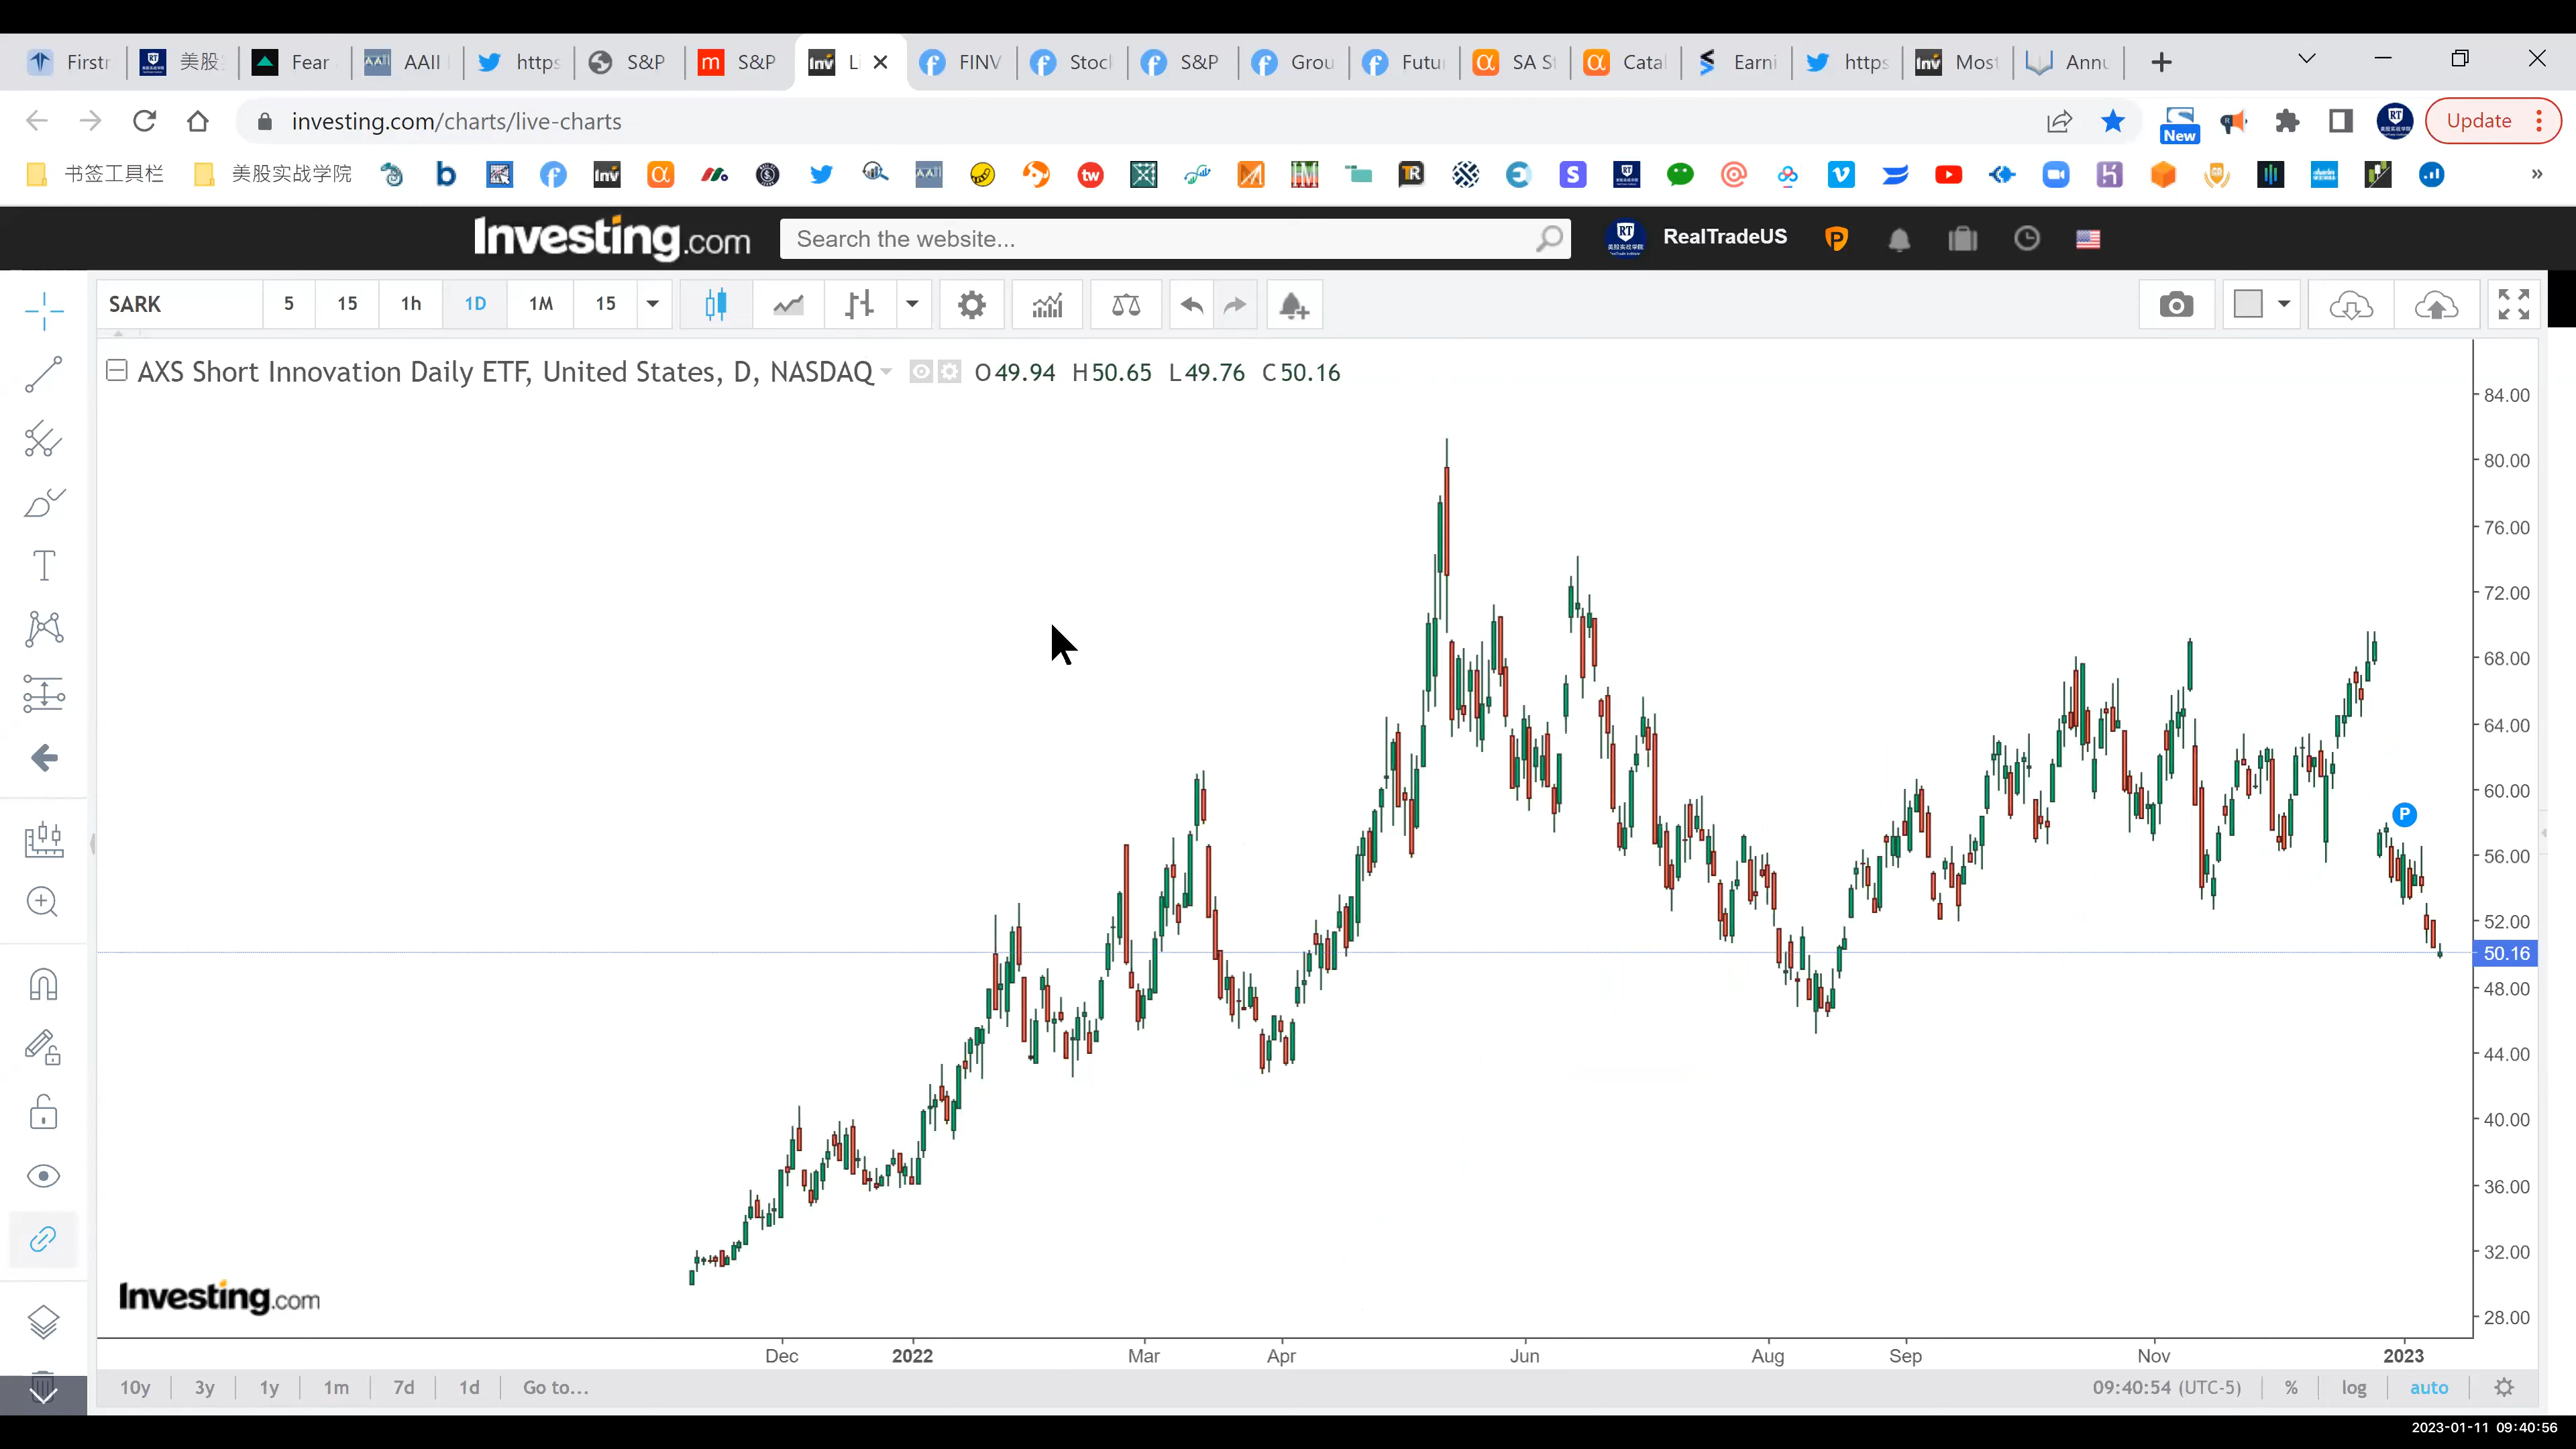 Firstr 美股 Fear AAII https S&P S&P Li FINV Stoc S&P Grou Futur SA St Catal Earni https Most Annu
investing.com/charts/live-charts New Update
书签工具栏 美股实战学院
Investing.com Search the website... RealTradeUS
SARK 5 15 1h 1D 1M 15
AXS Short Innovation Daily ETF, United States, D, NASDAQ O49.94 H50.65 L49.76 C50.16
84.00
80.00
76.00
72.00
68.00
64.00
60.00
P
56.00
52.00
50.16
48.00
44.00
40.00
36.00
32.00
Investing.com
28.00
Dec 2022 Mar Apr Jun Aug Sep Nov 2023
10y 3y 1y 1m 7d 1d Go to... 09:40:54 (UTC-5) % log auto
2023-01-11 09:40:56